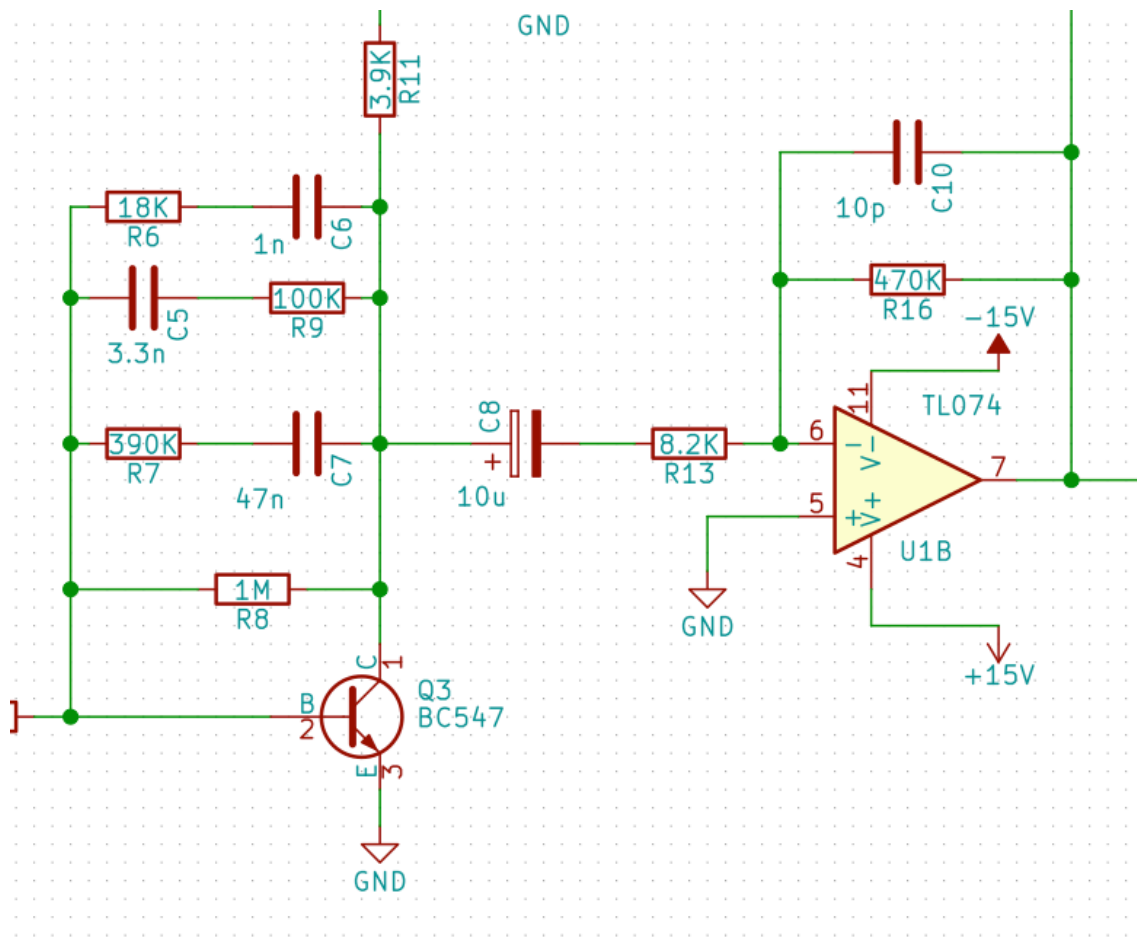 GND
3.9K
R11
10p
C10
18K
R6
1n
C6
3.3n
C5
100K
R9
470K
R16
-15V
390K
R7
47n
C7
C8
+
10u
8.2K
R13
6
-
V-
11
TL074
7
5
+
V+
4
U1B
GND
+15V
1M
R8
C
1
B
2
Q3
BC547
E
3
GND